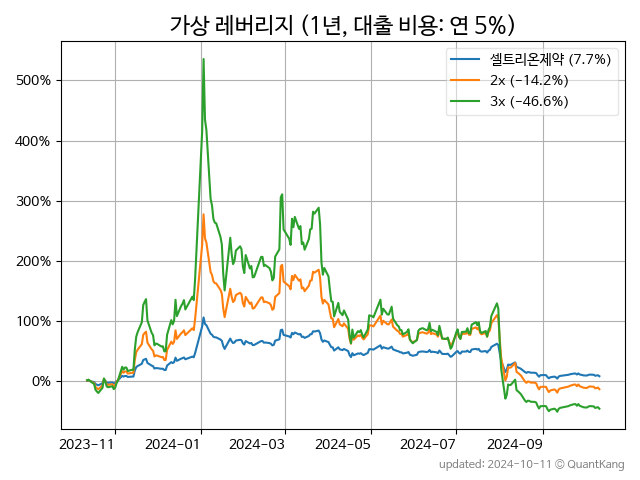 가상 레버리지 (1년, 대출 비용: 연 5%)
셀트리온제약 (7.7%)
2x (−14.2%)
3x (−46.6%)
500%
400%
300%
200%
100%
0%
2023-11 2024-01 2024-03 2024-05 2024-07 2024-09
updated: 2024-10-11 © QuantKang